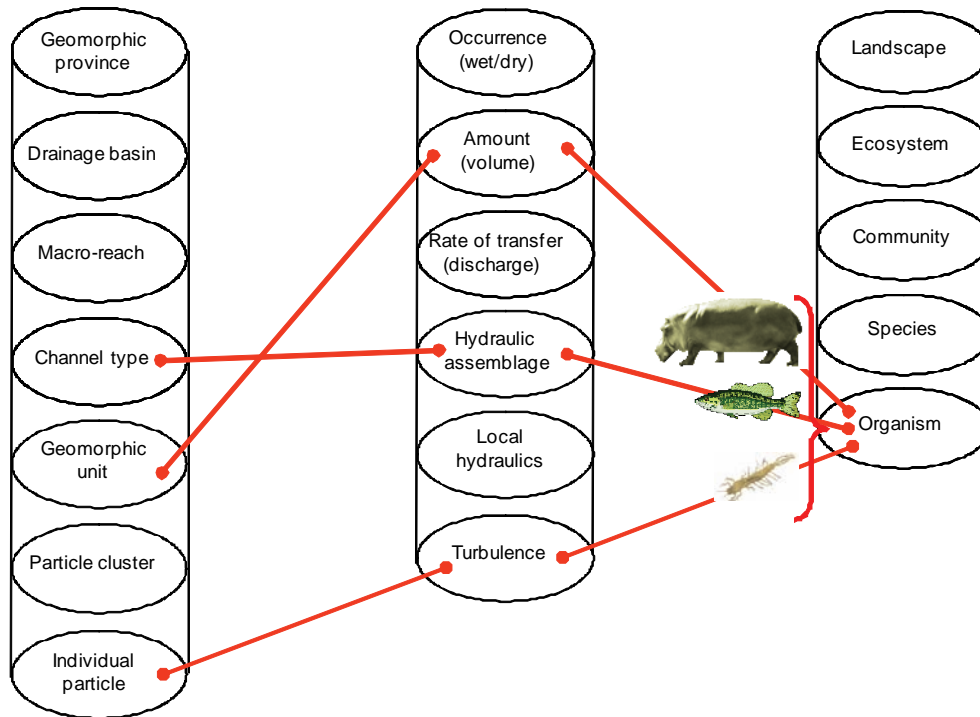 Geomorphic
province
Drainage basin
Macro-reach
Channel type
Geomorphic
unit
Particle cluster
Individual
particle
Occurrence
(wet/dry)
Amount
(volume)
Rate of transfer
(discharge)
Hydraulic
assemblage
Local
hydraulics
Turbulence
Landscape
Ecosystem
Community
Species
Organism